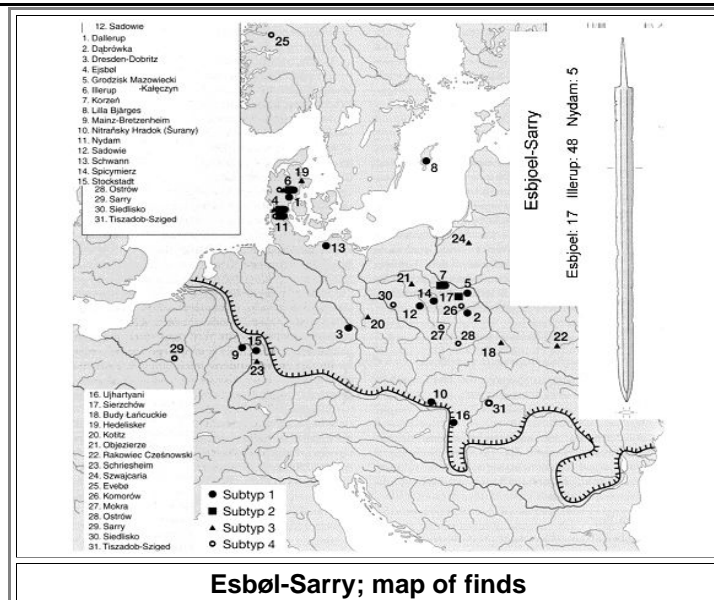 12. Sadowie
1. Dallerup
2. Dąbrówka
3. Dresden-Dobritz
4. Ejsbøl
5. Grodzisk Mazowiecki
6. Illerup -Kałęczyn
7. Korzeń
8. Lilla Bjärges
9. Mainz-Bretzenheim
10. Nitraňsky Hradok (Šurany)
11. Nydam
12. Sadowie
13. Schwann
14. Spicymierz
15. Stockstadt
28. Ostrów
29. Sarry
30. Siedlisko
31. Tiszadob-Sziged
25
19
6
1
4
11
8
13
24
21
7
5
14
17
30
12
26
2
3
20
27
28
18
22
15
9
23
29
10
31
16
16. Ujhartyani
17. Sierzchów
18. Budy Łańcuckie
19. Hedelisker
20. Kotitz
21. Objezierze
22. Rakowiec Cześnowski
23. Schriesheim
24. Szwajcaria
25. Evebø
26. Komorów
27. Mokra
28. Ostrów
29. Sarry
30. Siedlisko
31. Tiszadob-Sziged
Subtyp 1
Subtyp 2
Subtyp 3
Subtyp 4
Esbjoel-Sarry
Esbjoel: 17 Illerup: 48 Nydam: 5
Esbøl-Sarry; map of finds